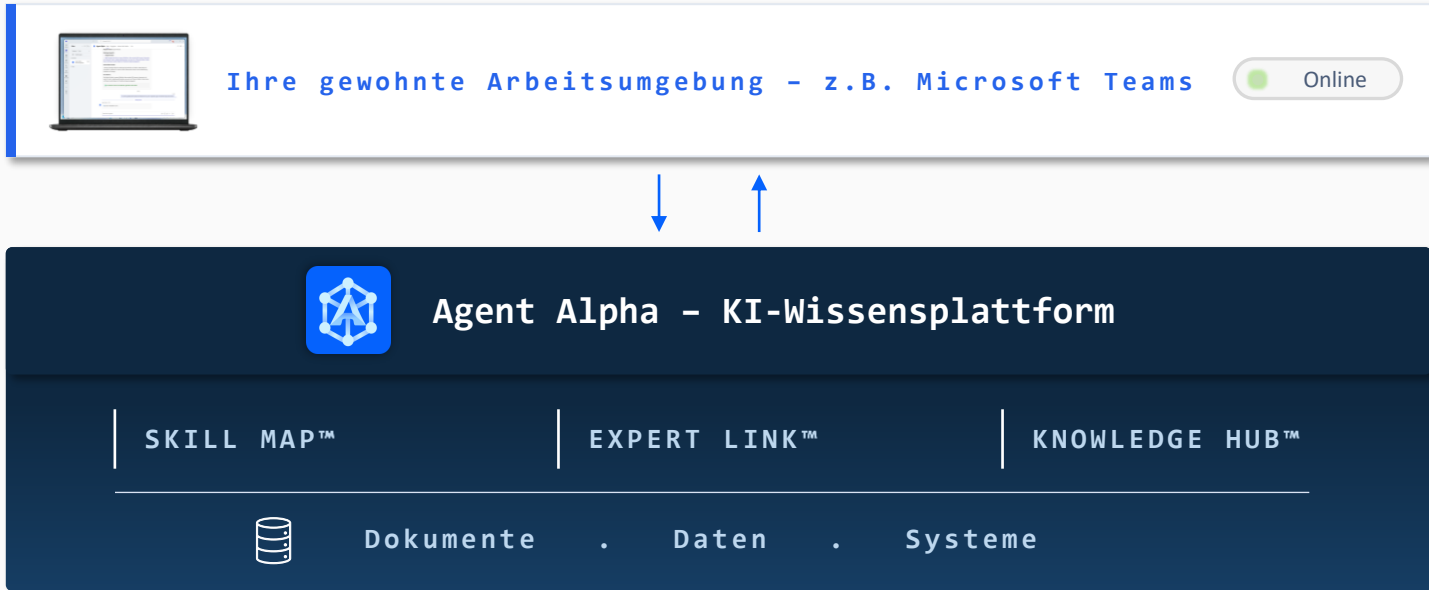 Ihre gewohnte Arbeitsumgebung – z.B. Microsoft Teams
Online
Agent Alpha – KI-Wissensplattform
SKILL MAP™
EXPERT LINK™
KNOWLEDGE HUB™
Dokumente . Daten . Systeme